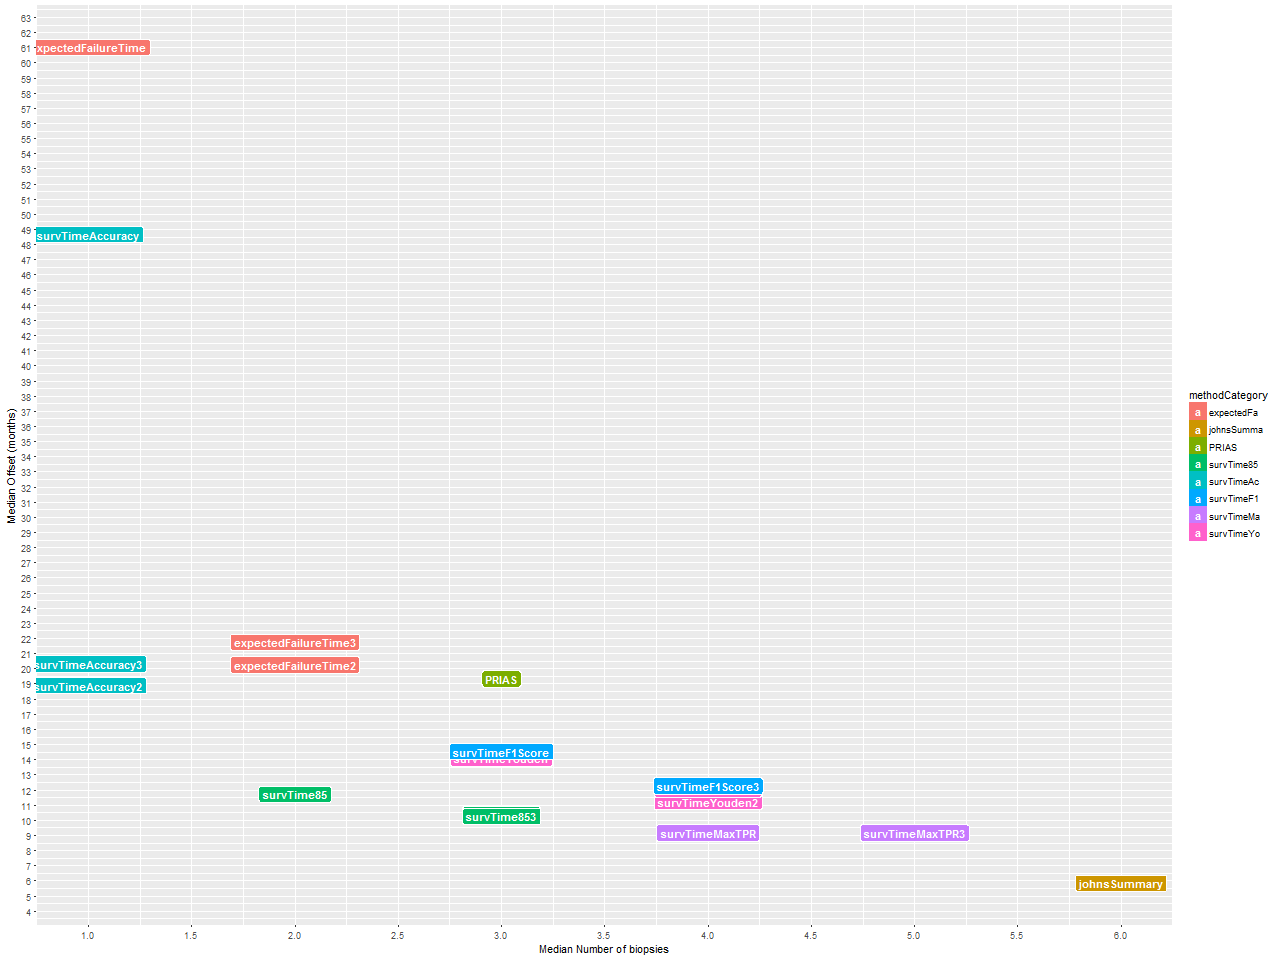 63
62
61
60
59
58
57
56
55
54
53
52
51
50
49
48
47
46
45
44
43
42
41
40
39
38
37
36
35
34
33
32
31
30
29
28
27
26
25
24
23
22
21
20
19
18
17
16
15
14
13
12
11
10
9
8
7
6
5
4
Median Offset (months)
xpectedFailureTime
survTimeAccuracy
expectedFailureTime3
survTimeAccuracy3
expectedFailureTime2
PRIAS
survTimeAccuracy2
survTimeF1Score
survTimeYouden
survTimeF1Score3
survTime85
survTimeYouden2
survTime853
survTimeMaxTPR
survTimeMaxTPR3
johnsSummary
1.0 1.5 2.0 2.5 3.0 3.5 4.0 4.5 5.0 5.5 6.0
Median Number of biopsies
methodCategory
a expectedFa
a johnsSumma
a PRIAS
a survTime85
a survTimeAc
a survTimeF1
a survTimeMa
a survTimeYo